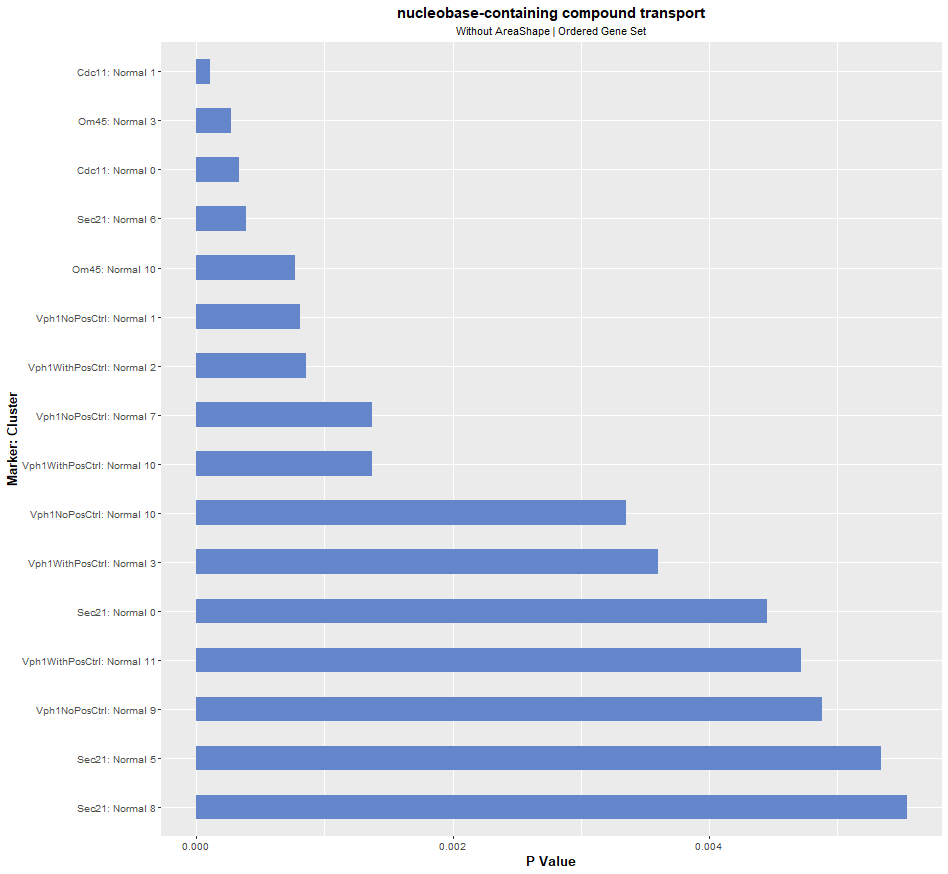 nucleobase-containing compound transport
Without AreaShape | Ordered Gene Set
Marker: Cluster
Cdc11: Normal 1
Om45: Normal 3
Cdc11: Normal 0
Sec21: Normal 6
Om45: Normal 10
Vph1NoPosCtrl: Normal 1
Vph1WithPosCtrl: Normal 2
Vph1NoPosCtrl: Normal 7
Vph1WithPosCtrl: Normal 10
Vph1NoPosCtrl: Normal 10
Vph1WithPosCtrl: Normal 3
Sec21: Normal 0
Vph1WithPosCtrl: Normal 11
Vph1NoPosCtrl: Normal 9
Sec21: Normal 5
Sec21: Normal 8
0.000 0.002 0.004
P Value